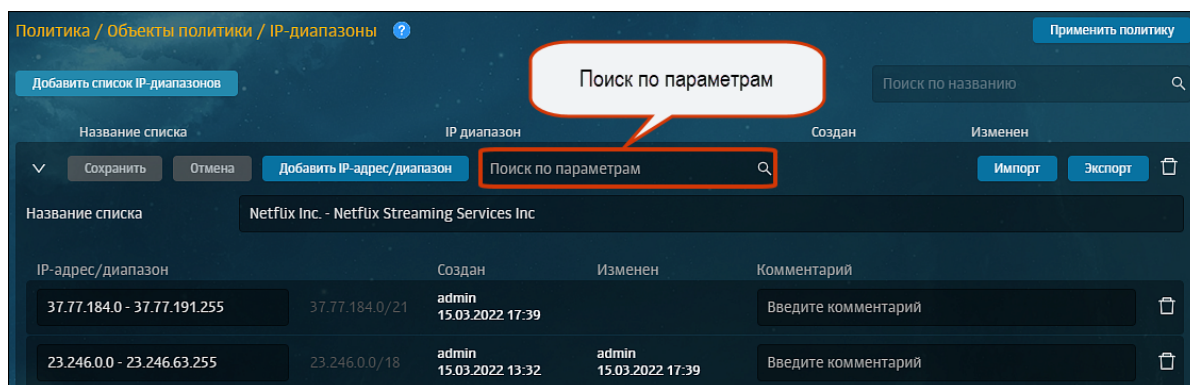 Политика / Объекты политики / IP-диапазоны ?
Применить политику
Поиск по параметрам
Добавить список IP-диапазонов
Поиск по названию
Название списка IP диапазон Создан Изменен
Сохранить Отмена Добавить IP-адрес/диапазон Поиск по параметрам Импорт Экспорт
Название списка Netflix Inc. - Netflix Streaming Services Inc
IP-адрес/диапазон Создан Изменен Комментарий
37.77.184.0 - 37.77.191.255 37.77.184.0/21 admin Введите комментарий
15.03.2022 17:39
23.246.0.0 - 23.246.63.255 23.246.0.0/18 admin admin Введите комментарий
15.03.2022 13:32 15.03.2022 17:39